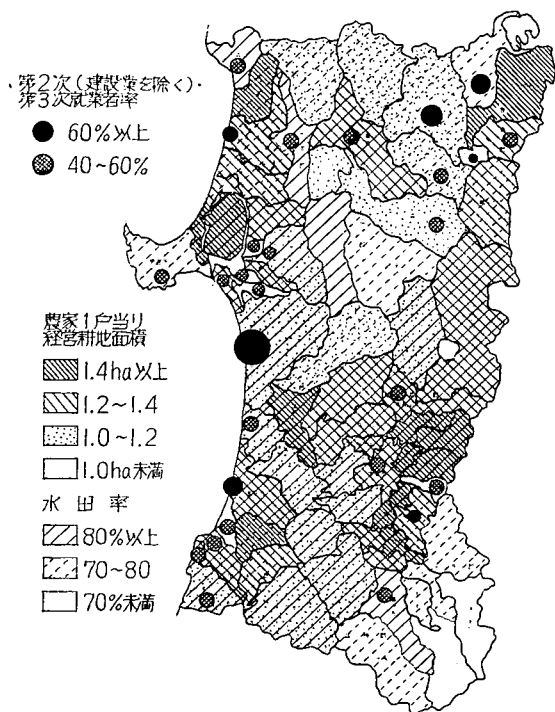 第2次(建設業を除く)・
第3次就業者率
60%以上
40~60%
農家1戸当り
経営耕地面積
1.4ha以上
1.2~1.4
1.0~1.2
1.0ha未満
水田率
80%以上
70~80
70%未満